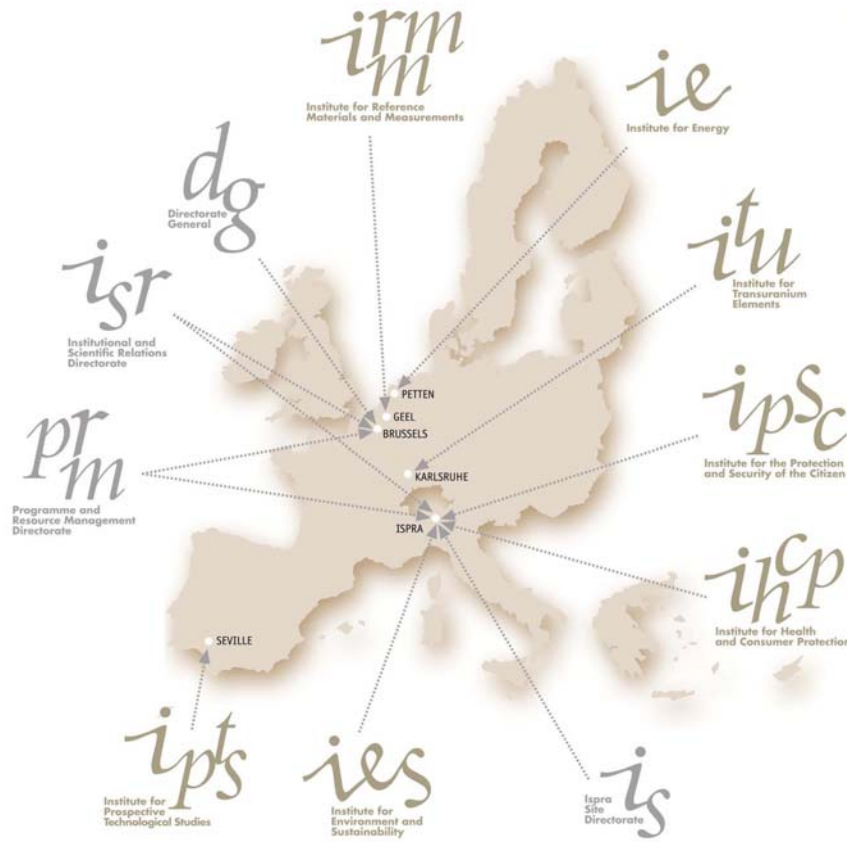 irmm
Institute for Reference
Materials and Measurements
ie
Institute for Energy
dg
Directorate
General
itu
Institute for
Transuranium
Elements
isr
Institutional and
Scientific Relations
Directorate
PETTEN
GEEL
BRUSSELS
ipsc
Institute for the Protection
and Security of the Citizen
prm
Programme and
Resource Management
Directorate
KARLSRUHE
ISPRA
ihcp
Institute for Health
and Consumer Protection
SEVILLE
ipts
Institute for
Prospective
Technological Studies
ies
Institute for
Environment and
Sustainability
is
Ispra
Site
Directorate